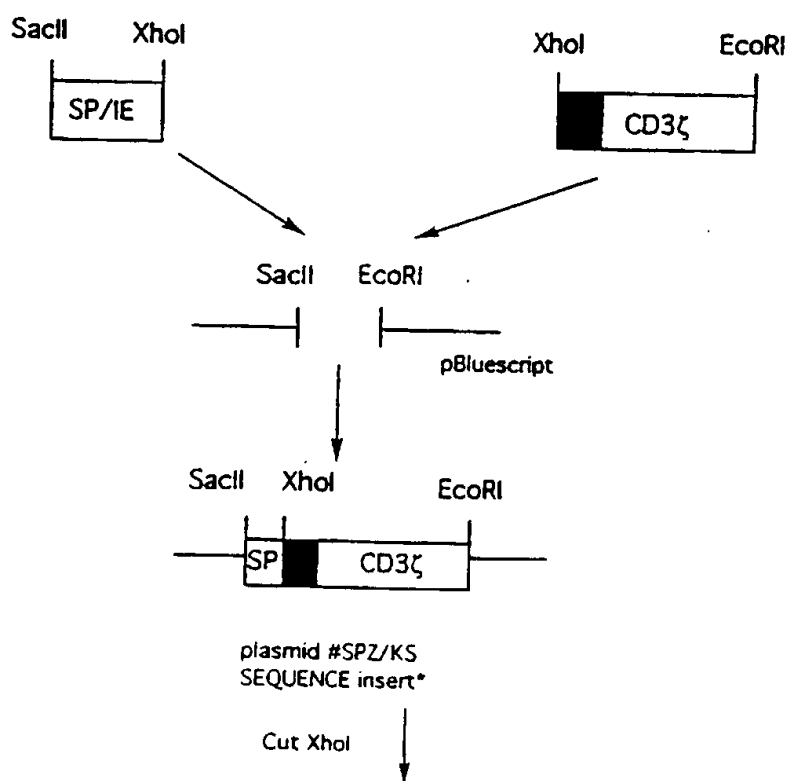 SacII XhoI
XhoI EcoRI
SP/IE
CD3ζ
SacII EcoRI
pBluescript
SacII XhoI EcoRI
SP CD3ζ
plasmid #SPZ/KS
SEQUENCE insert*
Cut XhoI